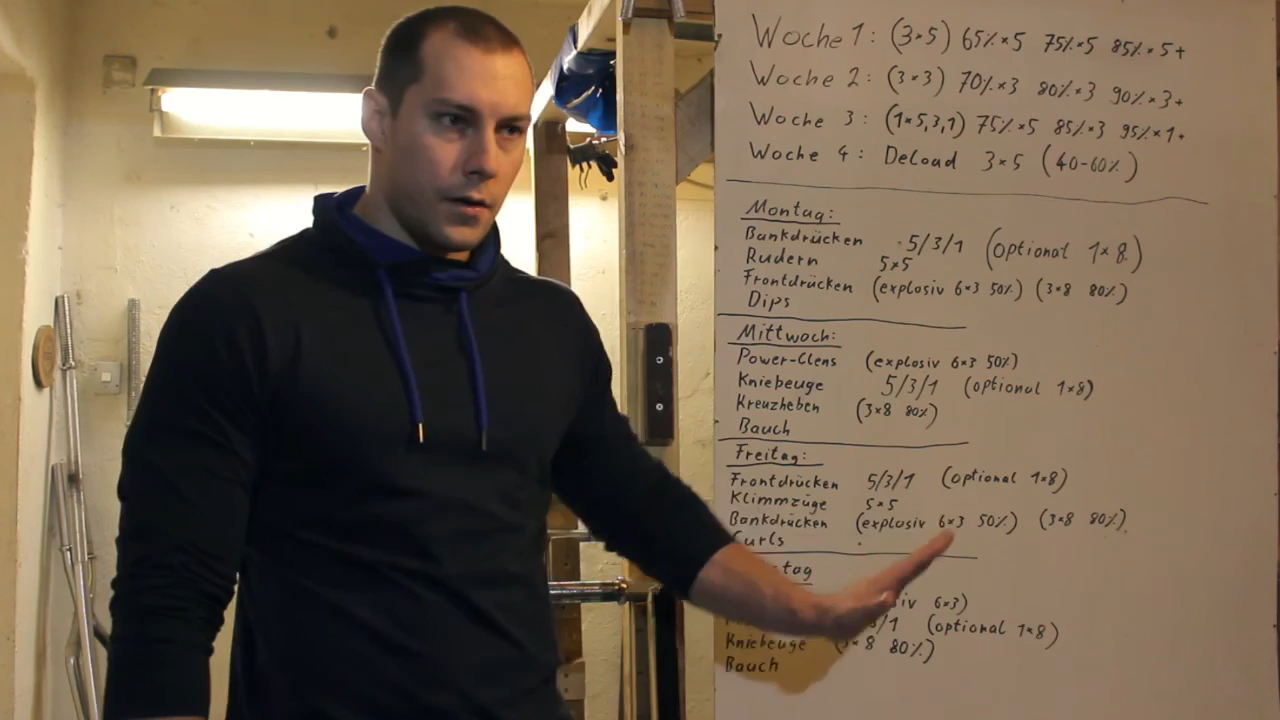 Woche 1: (3×5) 65%×5 75%×5 85%×5+
Woche 2: (3×3) 70%×3 80%×3 90%×3+
Woche 3: (1×5,3,1) 75%×5 85%×3 95%×1+
Woche 4: Deload 3×5 (40-60%)
Montag:
Bankdrücken 5/3/1 (optional 1×8)
Rudern 5×5
Frontdrücken (explosiv 6×3 50%) (3×8 80%)
Dips
Mittwoch:
Power-Clens (explosiv 6×3 50%)
Kniebeuge 5/3/1 (optional 1×8)
Kreuzheben (3×8 80%)
Bauch
Freitag:
Frontdrücken 5/3/1 (optional 1×8)
Klimmzüge 5×5
Bankdrücken (explosiv 6×3 50%) (3×8 80%)
Curls
tag
siv 6×3)
/1 (optional 1×8)
Kniebeuge (3×8 80%)
Bauch